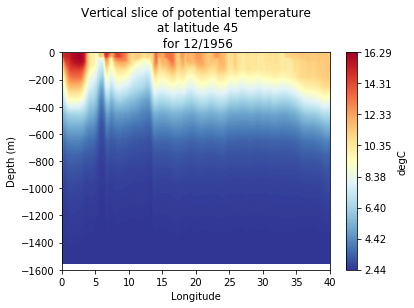 Vertical slice of potential temperature
at latitude 45
for 12/1956
Depth (m)
0
−200
−400
−600
−800
−1000
−1200
−1400
−1600
0 5 10 15 20 25 30 35 40
Longitude
16.29
14.31
12.33
10.35
8.38
6.40
4.42
2.44
degC